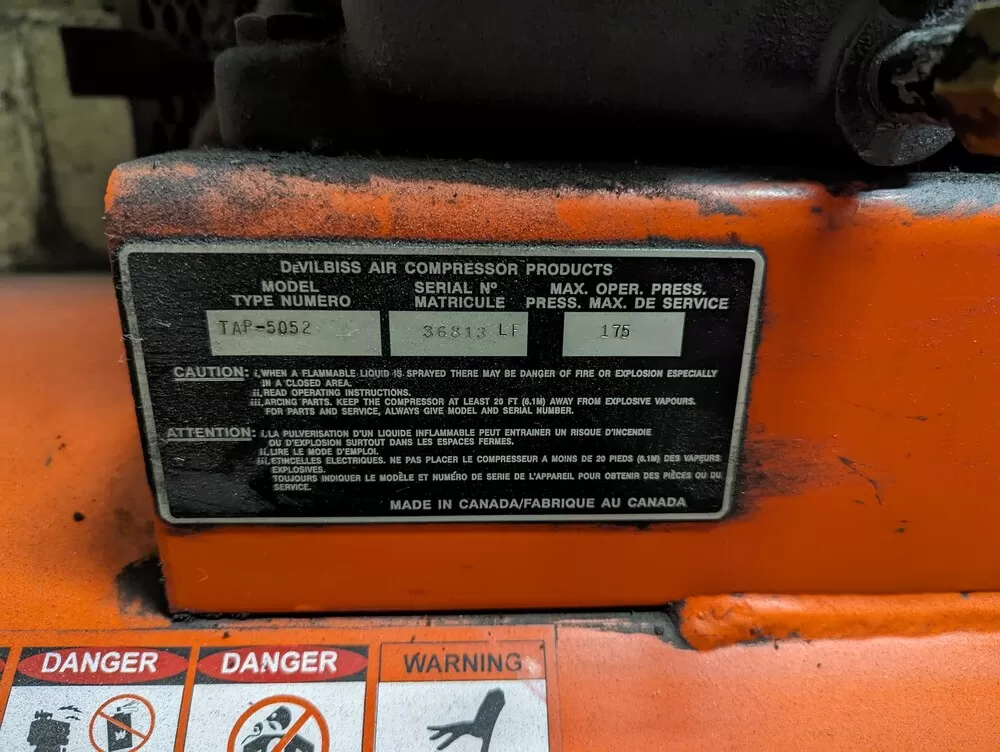 DEVILBISS AIR COMPRESSOR PRODUCTS
MODEL
TYPE NUMERO
SERIAL Nº
MATRICULE
MAX. OPER. PRESS.
PRESS. MAX. DE SERVICE
TAP-5052
36813 LF
175
CAUTION: i, WHEN A FLAMMABLE LIQUID IS SPRAYED THERE MAY BE DANGER OF FIRE OR EXPLOSION ESPECIALLY
IN A CLOSED AREA.
ii, READ OPERATING INSTRUCTIONS.
iii, ARCING PARTS. KEEP THE COMPRESSOR AT LEAST 20 FT (6.1M) AWAY FROM EXPLOSIVE VAPOURS.
FOR PARTS AND SERVICE, ALWAYS GIVE MODEL AND SERIAL NUMBER.
ATTENTION: i, LA PULVERISATION D'UN LIQUIDE INFLAMMABLE PEUT ENTRAINER UN RISQUE D'INCENDIE
OU D'EXPLOSION SURTOUT DANS LES ESPACES FERMES.
ii, LIRE LE MODE D'EMPLOI.
iii, ETINCELLES ELECTRIQUES. NE PAS PLACER LE COMPRESSEUR A MOINS DE 20 PIEDS (6.1M) DES VAPEURS
EXPLOSIVES.
TOUJOURS INDIQUER LE MODÈLE ET NUMÉRO DE SERIE DE L'APPAREIL POUR OBTENIR DES PIÈCES OU DU
SERVICE.
MADE IN CANADA/FABRIQUE AU CANADA
DANGER
DANGER
WARNING